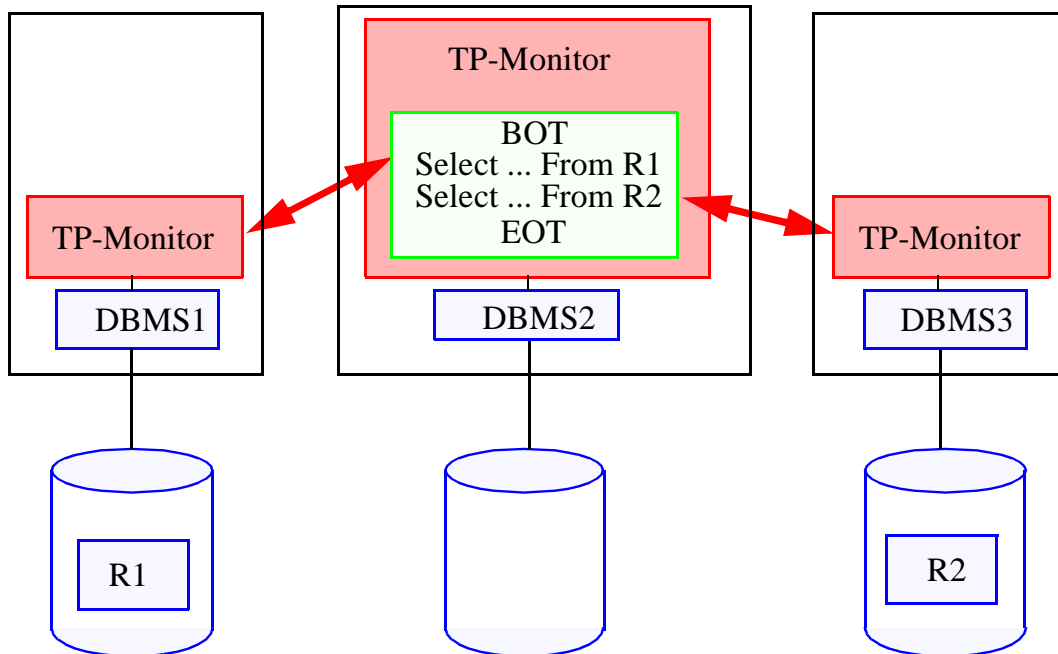 TP-Monitor
BOT
Select ... From R1
Select ... From R2
EOT
TP-Monitor
TP-Monitor
DBMS1
DBMS2
DBMS3
R1
R2